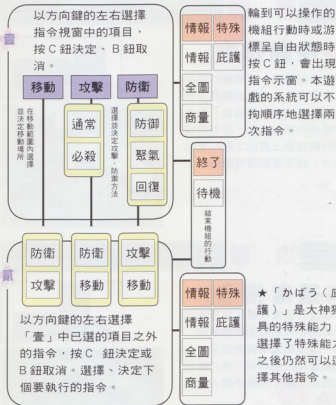 壹
以方向鍵的左右選擇
指令視窗中的項目，
按C鈕決定、B鈕取
消。
移動
攻擊
防衛
在移動範圍內選擇
並決定移動場所
通常
必殺
選擇並決定攻擊、防禦方法
防御
聚氣
回復
情報 特殊
情報 庇護
全圖
商量
終了
待機
結束機組的行動
輪到可以操作的
機組行動時或游
標呈自由狀態時
按C鈕，會出現
指令示窗。本遊
戲的系統可以不
拘順序地選擇兩
次指令。
貳
防衛 防衛 攻擊
攻擊 移動 移動
以方向鍵的左右選擇
「壹」中已選的項目之外
的指令，按C 鈕決定或
B鈕取消。選擇、決定下
個要執行的指令。
情報 特殊
情報 庇護
全圖
商量
★「かばう（庇
護）」是大神獨
具的特殊能力
選擇了特殊能力
之後仍然可以選
擇其他指令。